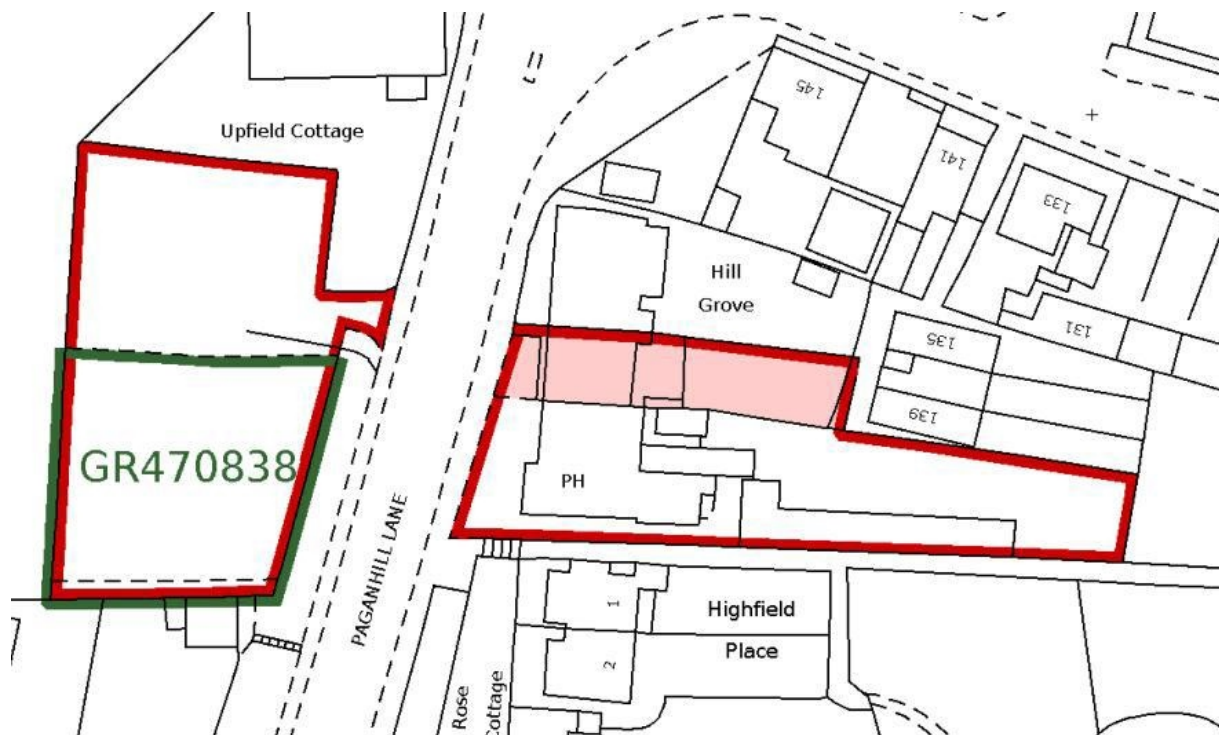 Upfield Cottage
145
141
133
Hill
Grove
131
135
139
GR470838
PH
PAGANHILL LANE
1
Highfield
2
Place
Rose
Cottage